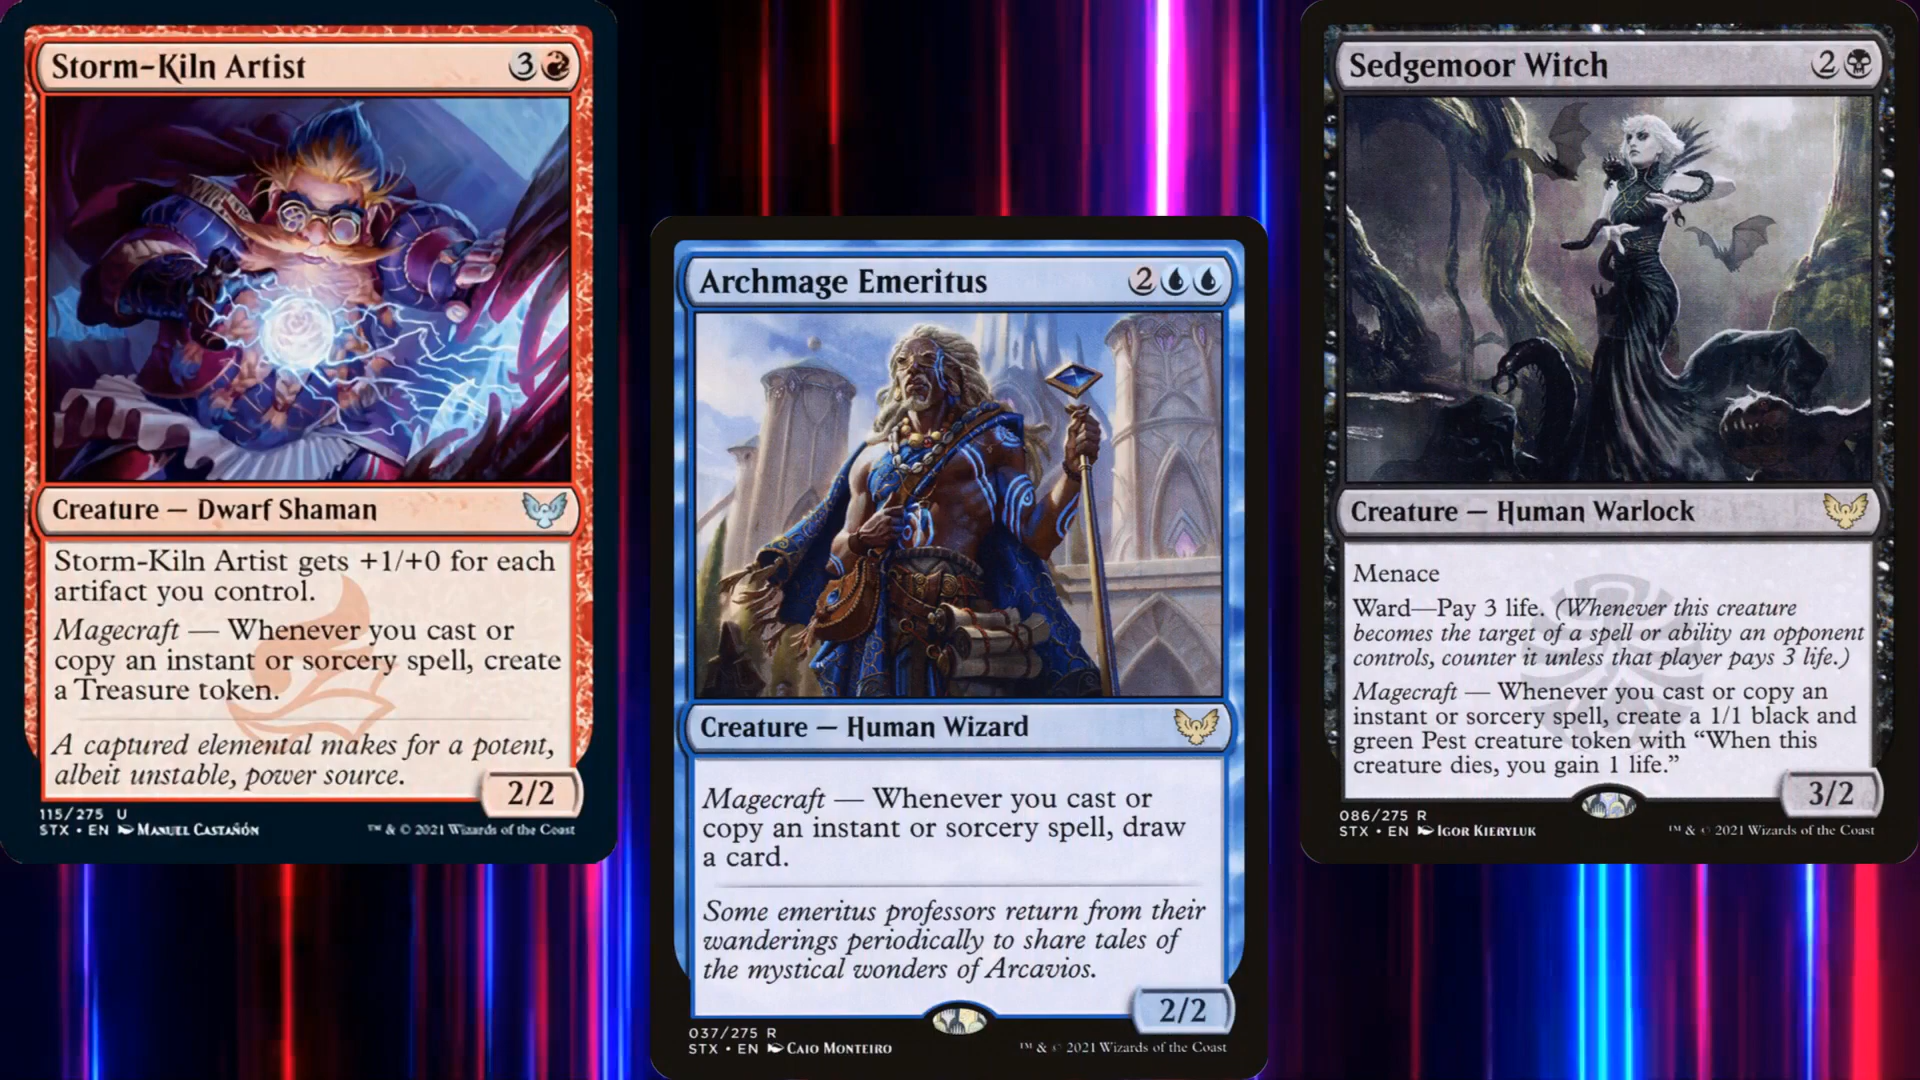 Storm-Kiln Artist 3
Creature — Dwarf Shaman
Storm-Kiln Artist gets +1/+0 for each
artifact you control.
Magecraft — Whenever you cast or
copy an instant or sorcery spell, create
a Treasure token.
A captured elemental makes for a potent,
albeit unstable, power source.
2/2
115/275 U
STX • EN Manuel Castañón
™ & © 2021 Wizards of the Coast
Archmage Emeritus 2
Creature — Human Wizard
Magecraft — Whenever you cast or
copy an instant or sorcery spell, draw
a card.
Some emeritus professors return from their
wanderings periodically to share tales of
the mystical wonders of Arcavios.
2/2
037/275 R
STX • EN Caio Monteiro
™ & © 2021 Wizards of the Coast
Sedgemoor Witch 2
Creature — Human Warlock
Menace
Ward—Pay 3 life. (Whenever this creature
becomes the target of a spell or ability an opponent
controls, counter it unless that player pays 3 life.)
Magecraft — Whenever you cast or copy an
instant or sorcery spell, create a 1/1 black and
green Pest creature token with “When this
creature dies, you gain 1 life.”
3/2
086/275 R
STX • EN Igor Kieryluk
™ & © 2021 Wizards of the Coast